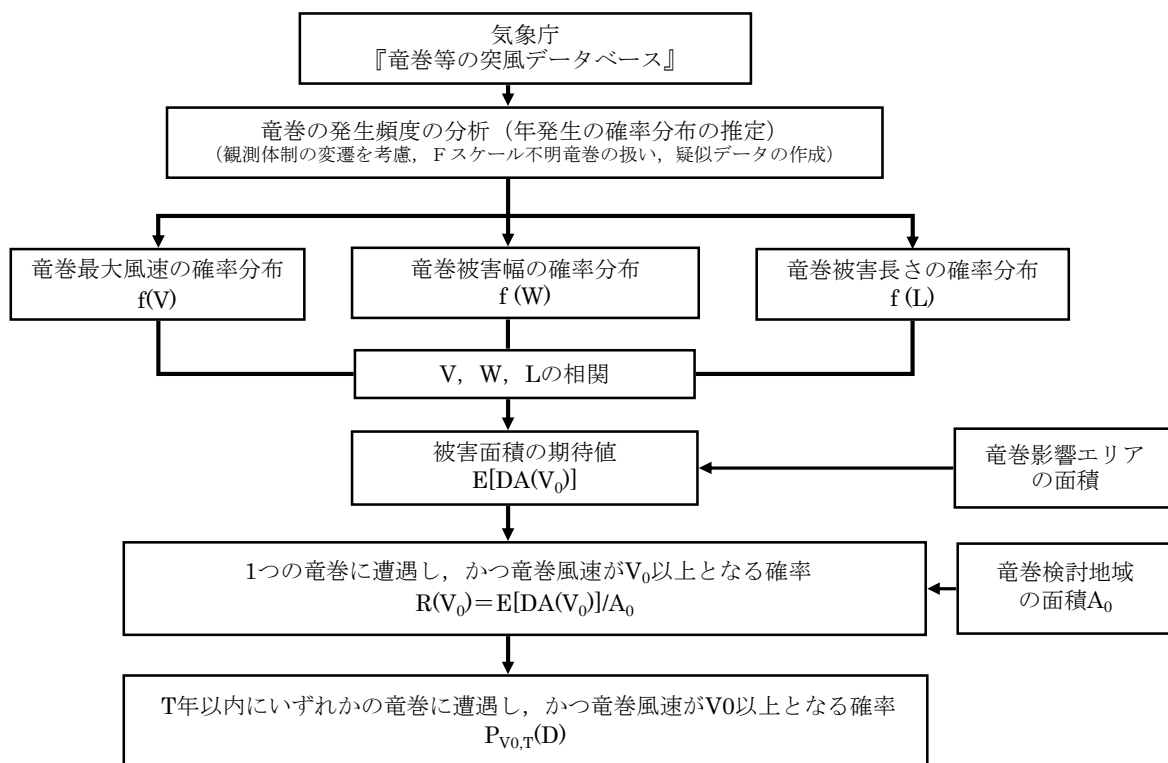 気象庁
『竜巻等の突風データベース』
竜巻の発生頻度の分析（年発生の確率分布の推定）
（観測体制の変遷を考慮，Ｆスケール不明竜巻の扱い，疑似データの作成）
竜巻最大風速の確率分布
f(V)
竜巻被害幅の確率分布
f (W)
竜巻被害長さの確率分布
f (L)
V，W，Lの相関
被害面積の期待値
E[DA(V₀)]
竜巻影響エリア
の面積
1つの竜巻に遭遇し，かつ竜巻風速がV₀以上となる確率
R(V₀)＝E[DA(V₀)]/A₀
竜巻検討地域
の面積A₀
T年以内にいずれかの竜巻に遭遇し，かつ竜巻風速がV0以上となる確率
P_V0,T(D)